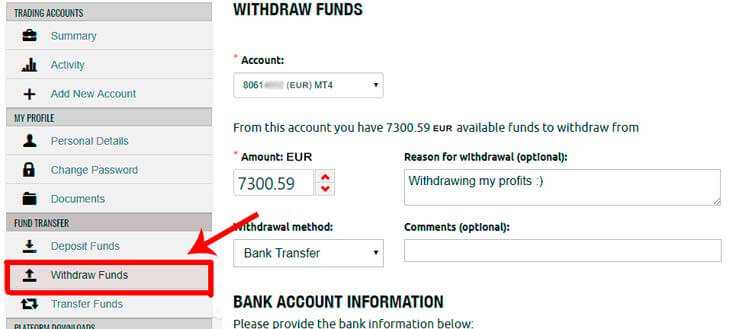 TRADING ACCOUNTS
Summary
Activity
Add New Account
MY PROFILE
Personal Details
Change Password
Documents
FUND TRANSFER
Deposit Funds
Withdraw Funds
Transfer Funds
PLATFORM DOWNLOADS
WITHDRAW FUNDS
* Account:
8061 (EUR) MT4
From this account you have 7300.59 EUR available funds to withdraw from
* Amount: EUR
7300.59
Reason for withdrawal (optional):
Withdrawing my profits :)
Withdrawal method:
Bank Transfer
Comments (optional):
BANK ACCOUNT INFORMATION
Please provide the bank information below: